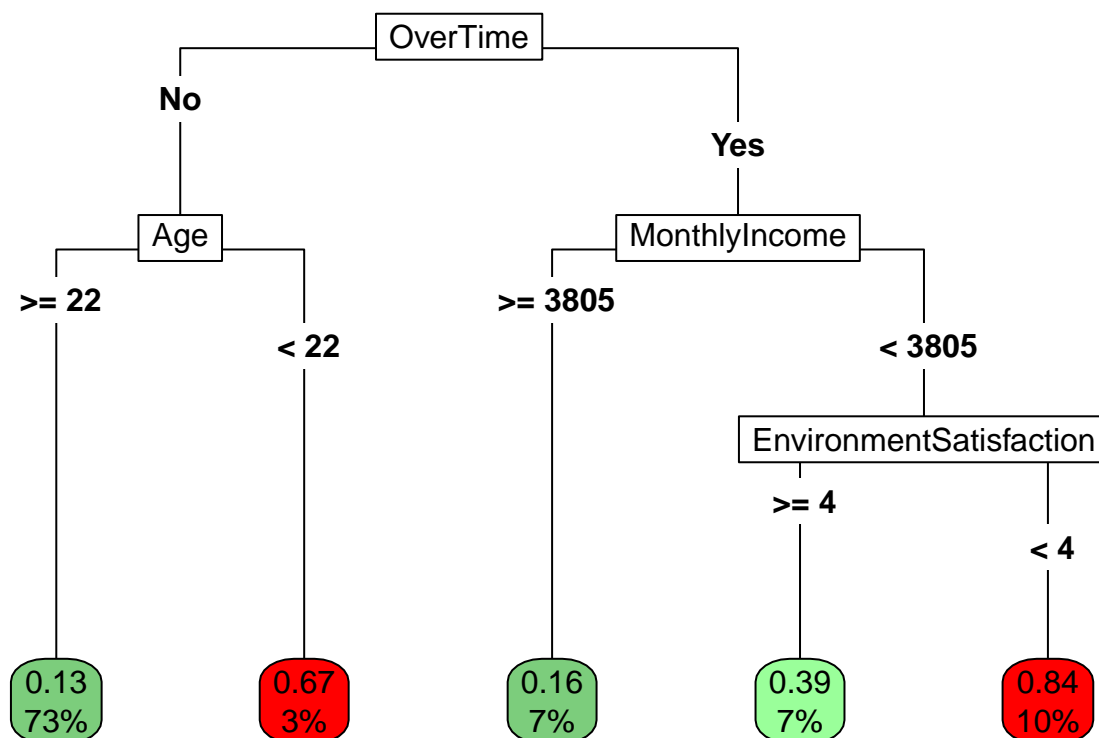 OverTime
No
Yes
Age
MonthlyIncome
>= 22
>= 3805
< 22
< 3805
EnvironmentSatisfaction
>= 4
< 4
0.13
73%
0.67
3%
0.16
7%
0.39
7%
0.84
10%